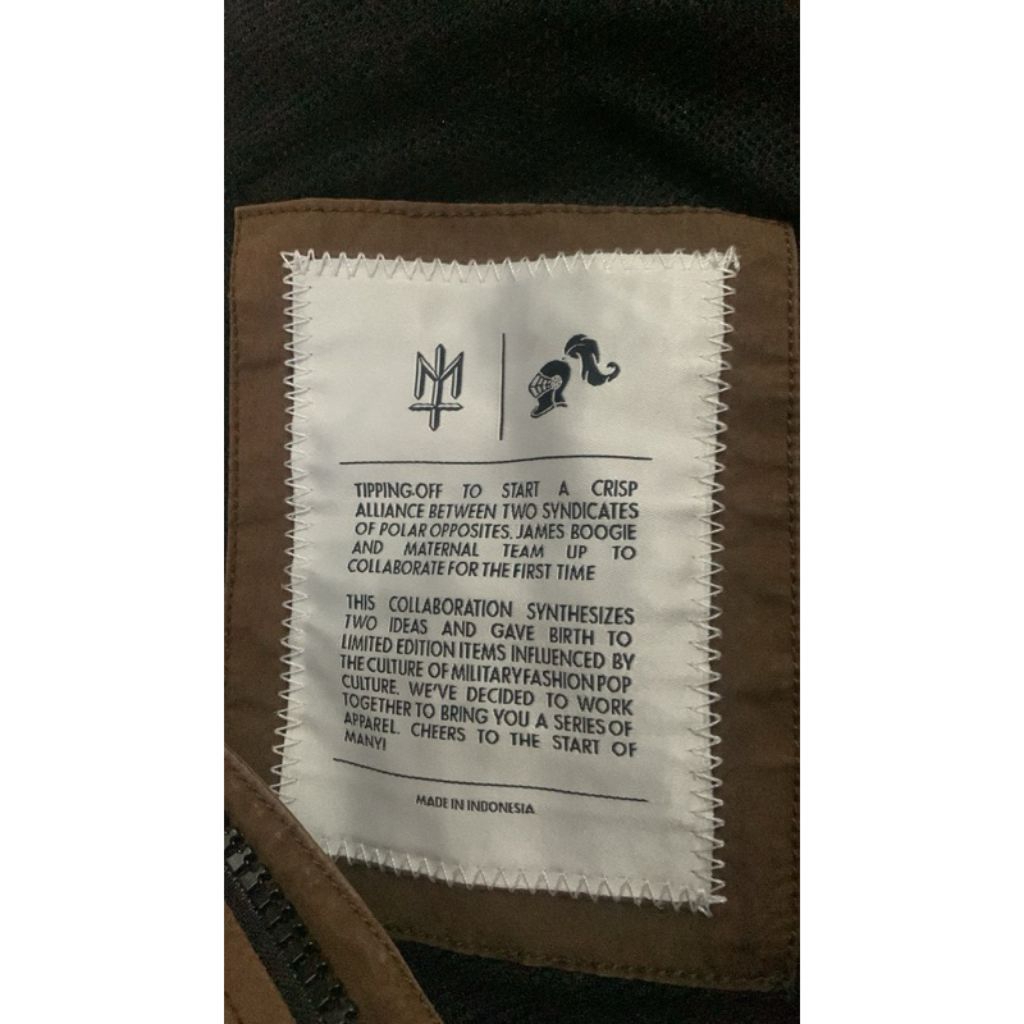 TIPPING-OFF TO START A CRISP
ALLIANCE BETWEEN TWO SYNDICATES
OF POLAR OPPOSITES. JAMES BOOGIE
AND MATERNAL TEAM UP TO
COLLABORATE FOR THE FIRST TIME
THIS COLLABORATION SYNTHESIZES
TWO IDEAS AND GAVE BIRTH TO
LIMITED EDITION ITEMS INFLUENCED BY
THE CULTURE OF MILITARY FASHION POP
CULTURE. WE'VE DECIDED TO WORK
TOGETHER TO BRING YOU A SERIES OF
APPAREL. CHEERS TO THE START OF
MANY!
MADE IN INDONESIA